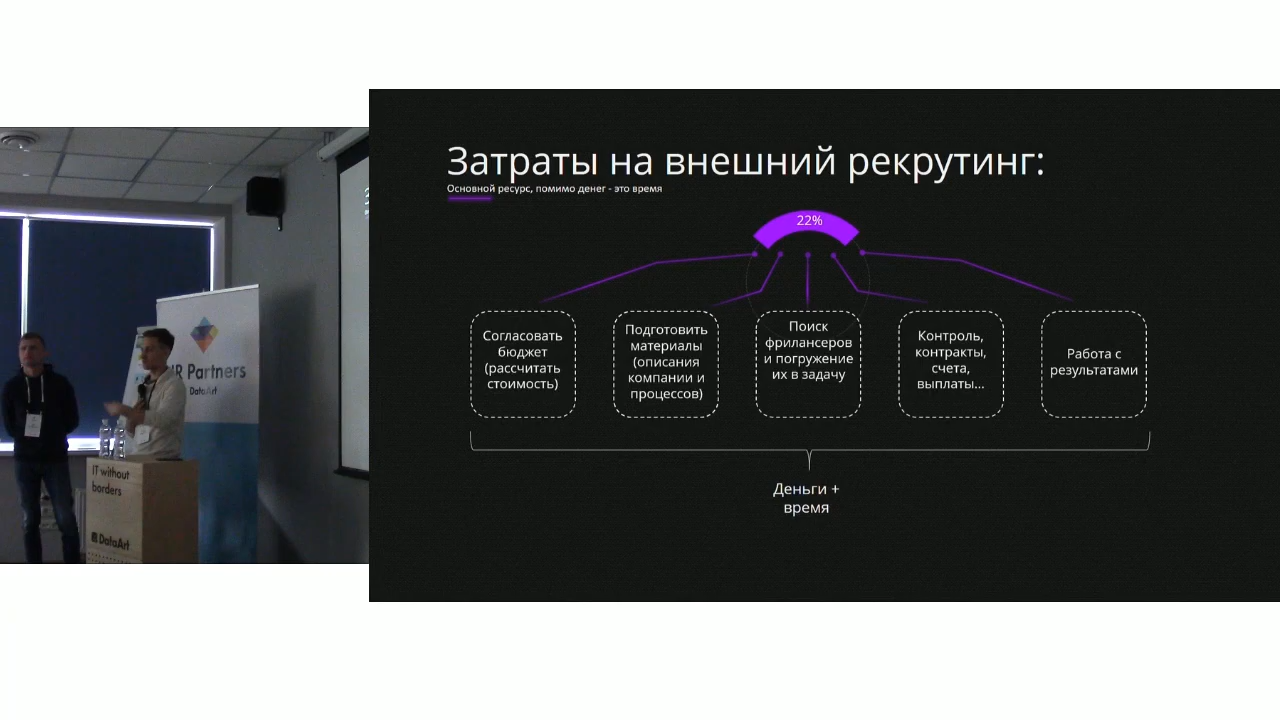 Затраты на внешний рекрутинг:
Основной ресурс, помимо денег - это время
22%
Согласовать
бюджет
(рассчитать
стоимость)
Подготовить
материалы
(описания
компании и
процессов)
Поиск
фрилансеров
и погружение
их в задачу
Контроль,
контракты,
счета,
выплаты...
Работа с
результатами
Деньги +
время
HR Partners
DataArt
IT without
borders
DataArt